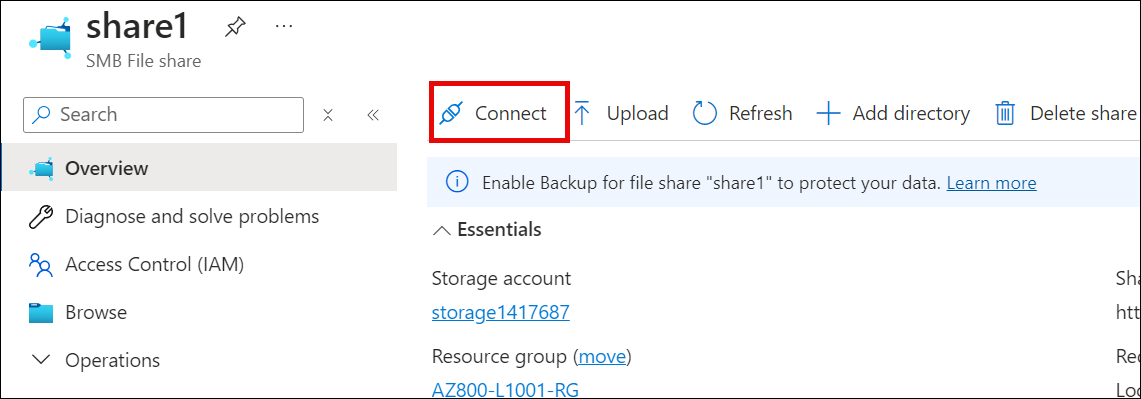 share1
...
SMB File share
Search
Connect
Upload
Refresh
Add directory
Delete share
Overview
Enable Backup for file share "share1" to protect your data. Learn more
Diagnose and solve problems
Essentials
Access Control (IAM)
Storage account
Sha
Browse
storage1417687
htt
Operations
Resource group (move)
Rec
AZ800-L1001-RG
Loc